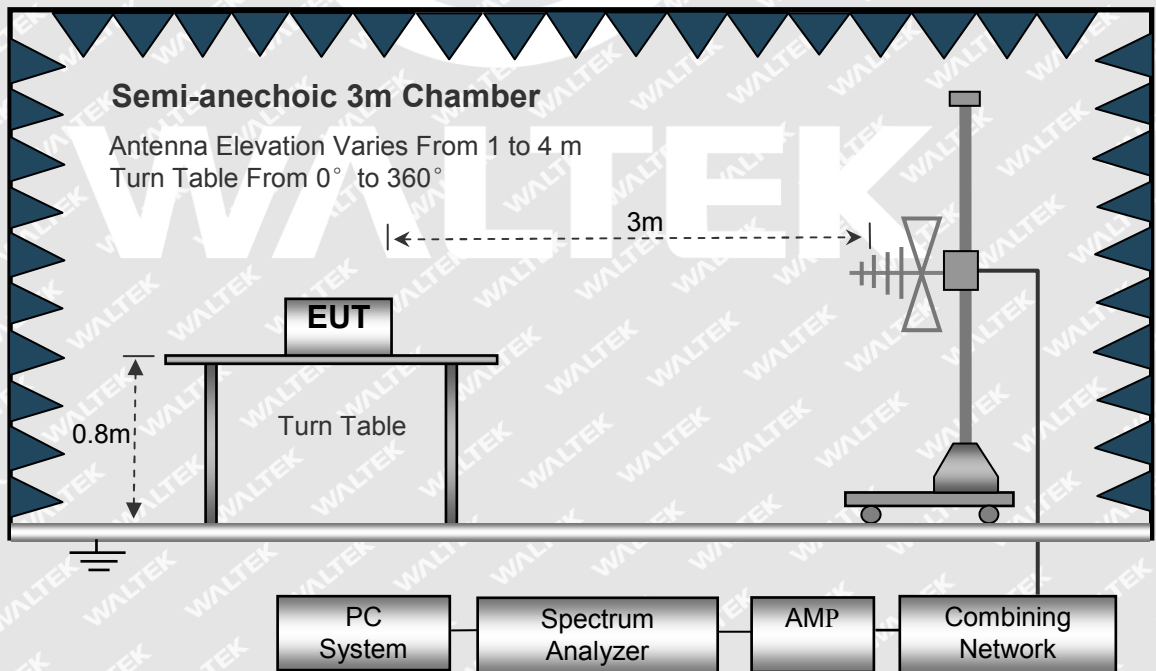 WALTEK
Semi-anechoic 3m Chamber
Antenna Elevation Varies From 1 to 4 m
Turn Table From 0° to 360°
3m
EUT
0.8m
Turn Table
PC
System
Spectrum
Analyzer
AMP
Combining
Network